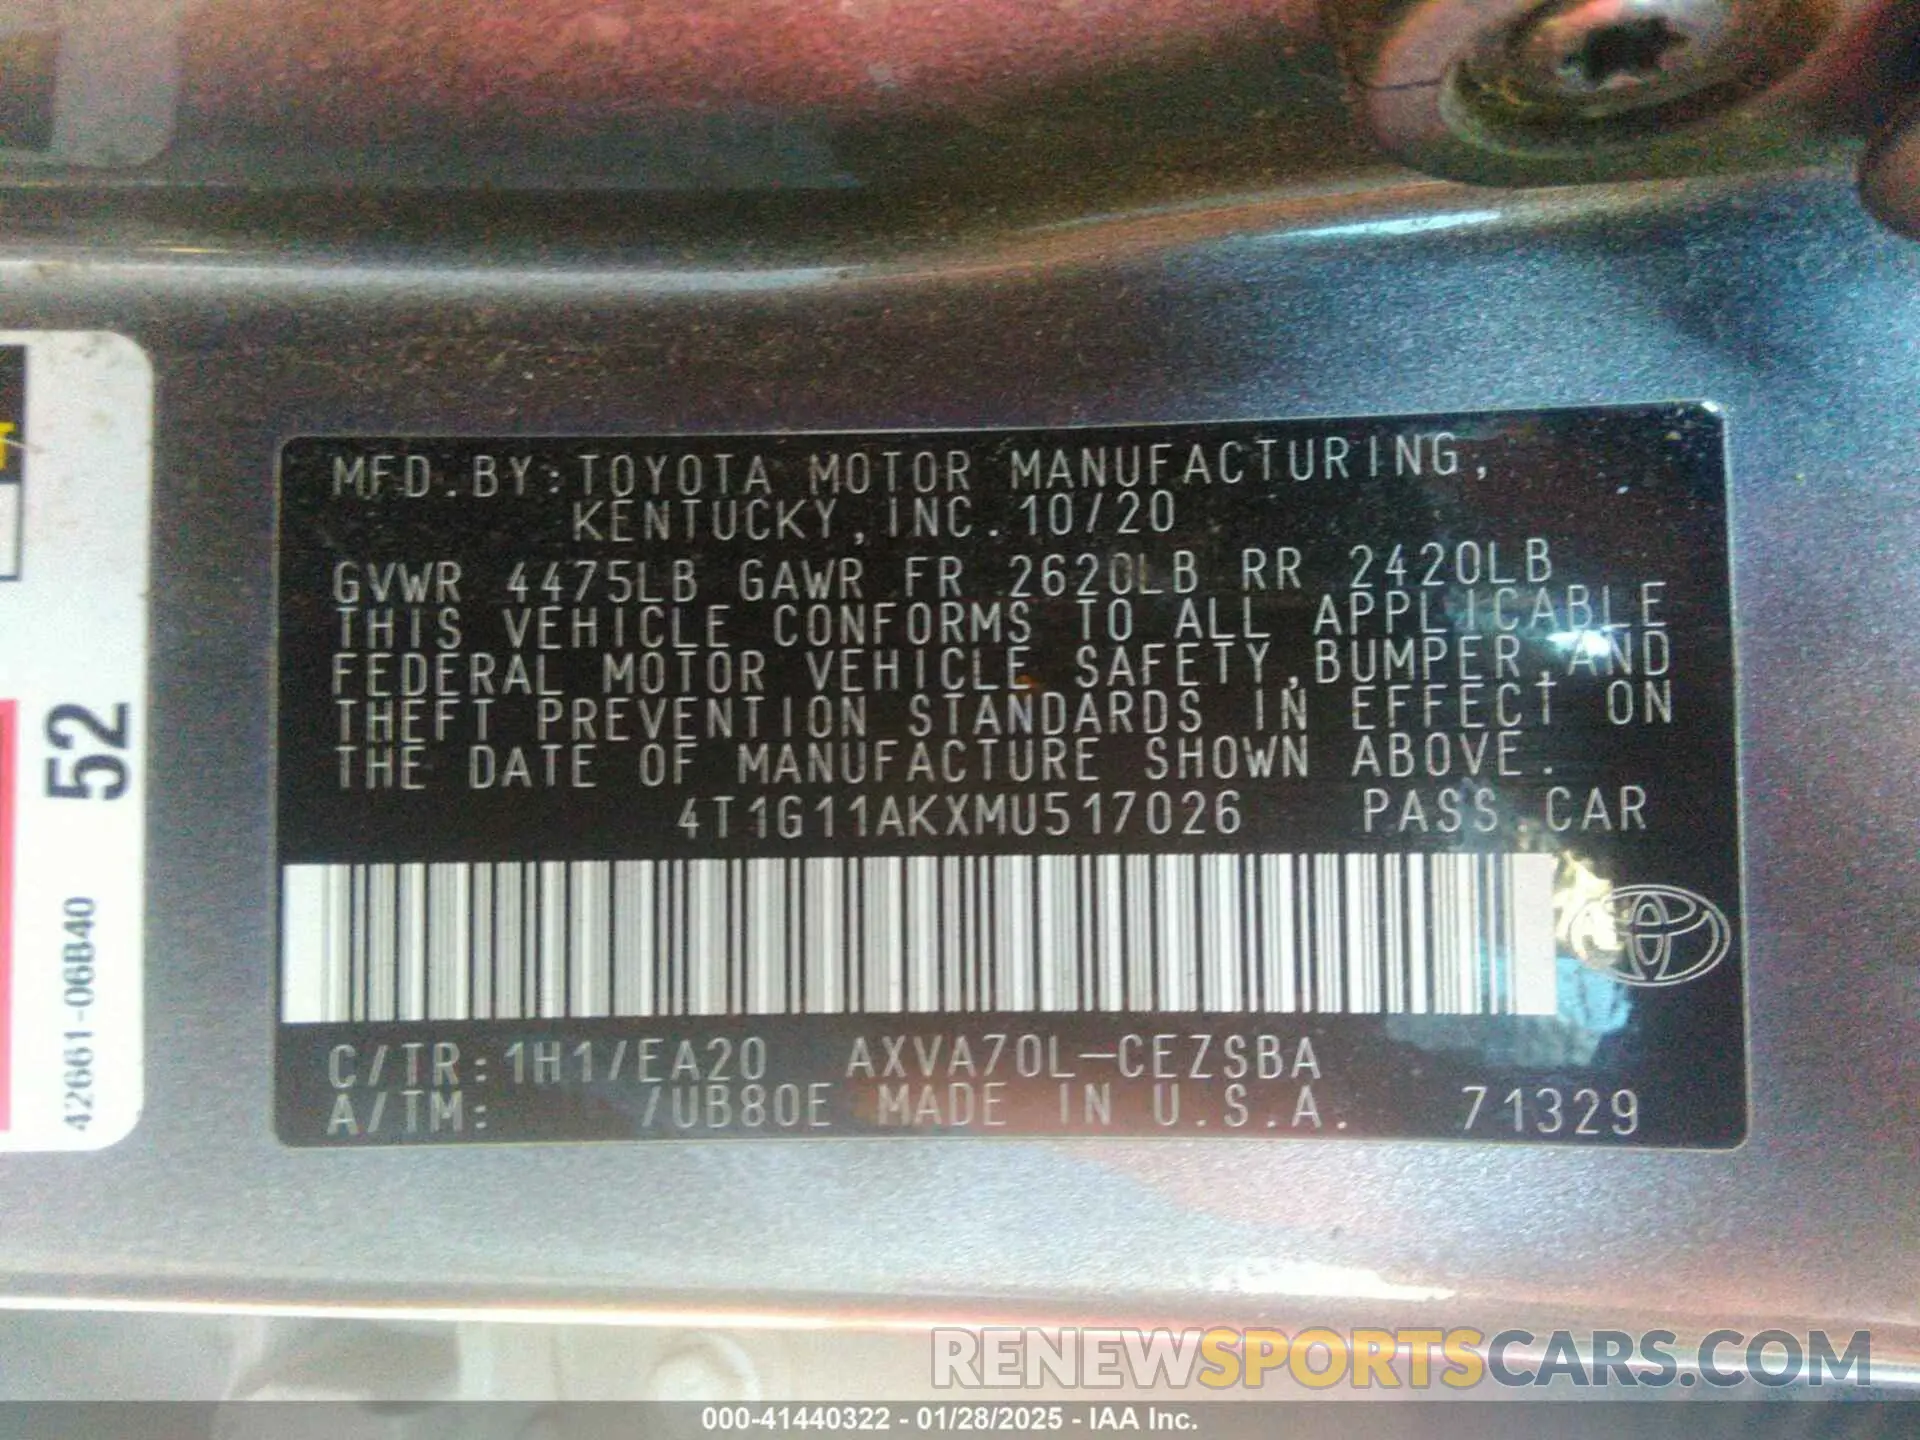 MFD.BY:TOYOTA MOTOR MANUFACTURING,
KENTUCKY,INC.10/20
GVWR 4475LB GAWR FR 2620LB RR 2420LB
THIS VEHICLE CONFORMS TO ALL APPLICABLE
FEDERAL MOTOR VEHICLE SAFETY,BUMPER,AND
THEFT PREVENTION STANDARDS IN EFFECT ON
THE DATE OF MANUFACTURE SHOWN ABOVE.
4T1G11AKXMU517026 PASS.CAR
C/TR:1H1/EA20 AXVA70L-CEZSBA
A/TM: /UB80E MADE IN U.S.A. 71329
52
42661-06B40
RENEWSPORTSCARS.COM
000-41440322 - 01/28/2025 - IAA Inc.